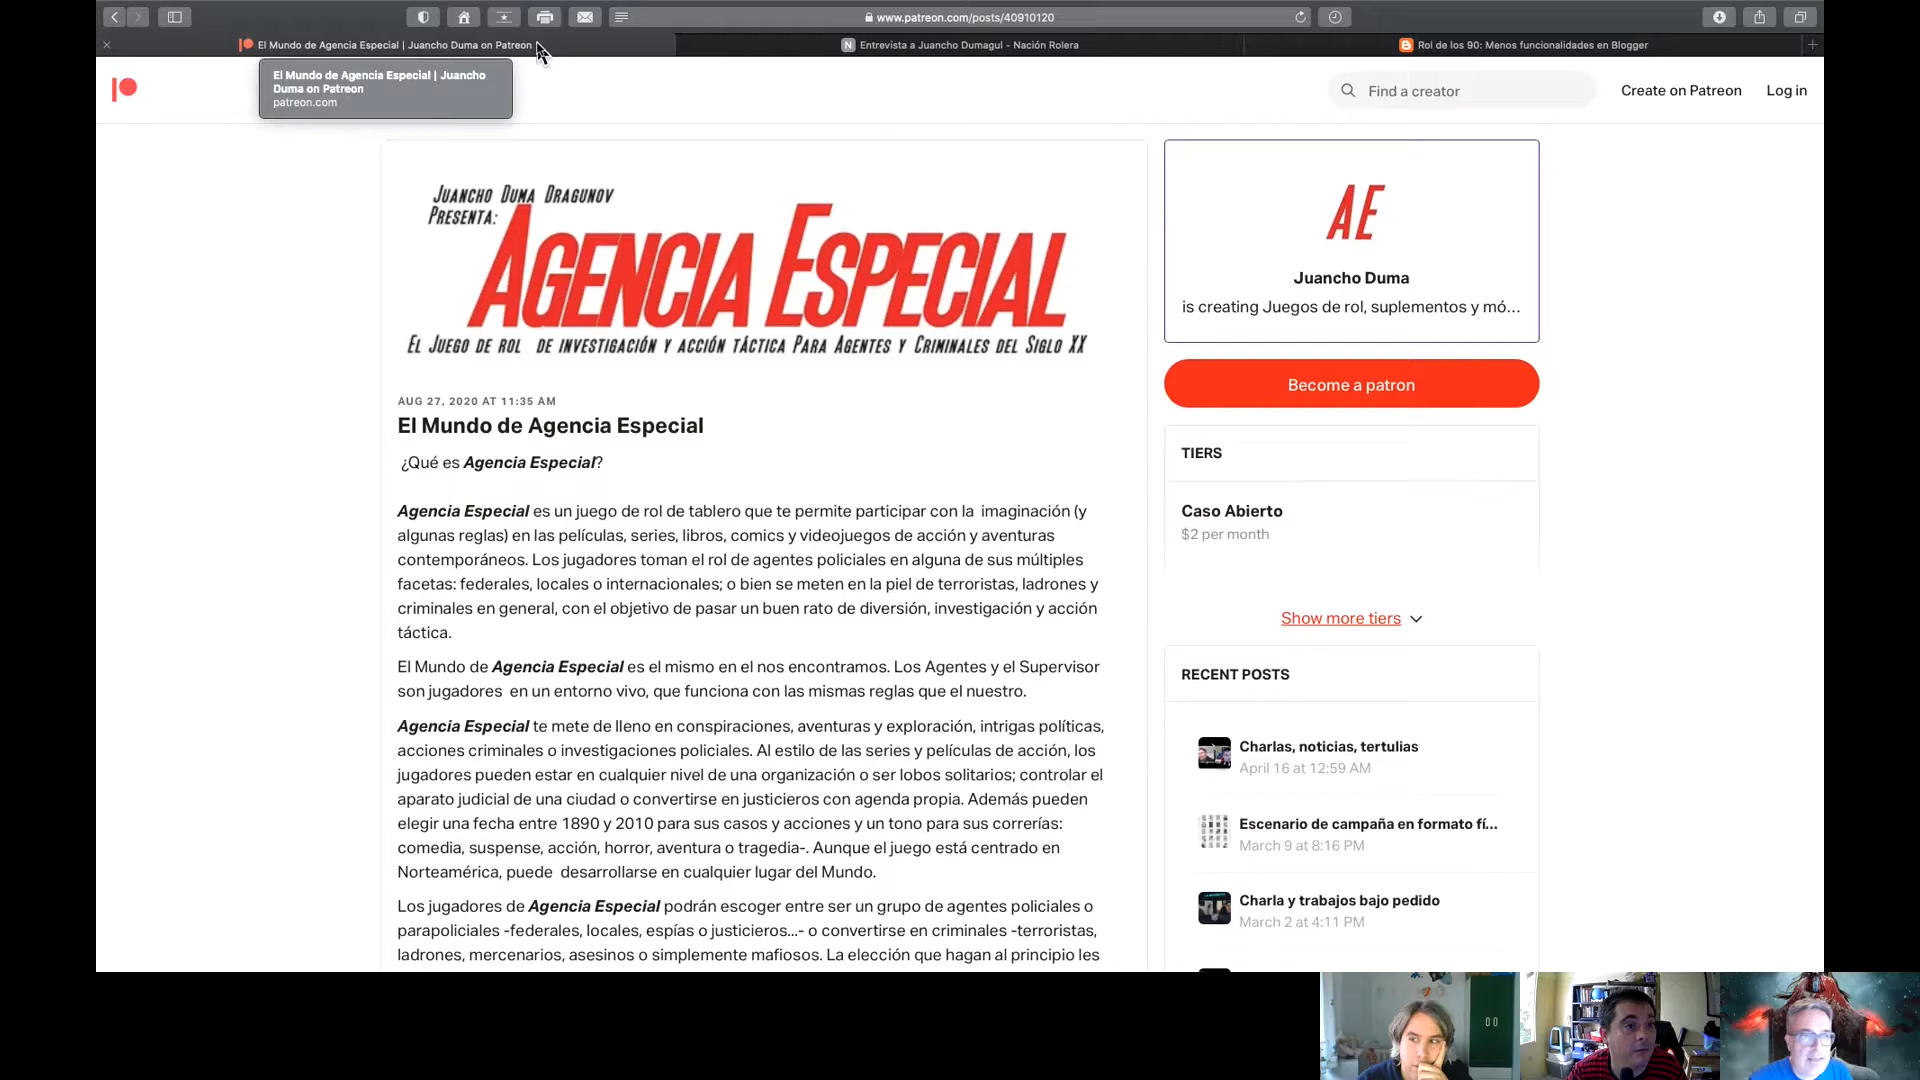 www.patreon.com/posts/40910120
El Mundo de Agencia Especial | Juancho Duma on Patreon
N Entrevista a Juancho Dumagul - Nación Rolera
Rol de los 90: Menos funcionalidades en Blogger
El Mundo de Agencia Especial | Juancho
Duma on Patreon
patreon.com
Find a creator
Create on Patreon
Log in
Juancho Duma Dragunov
Presenta:
Agencia Especial
El Juego de rol de investigación y acción táctica Para Agentes y Criminales del Siglo XX
AUG 27, 2020 AT 11:35 AM
El Mundo de Agencia Especial
¿Qué es Agencia Especial?
Agencia Especial es un juego de rol de tablero que te permite participar con la imaginación (y
algunas reglas) en las películas, series, libros, comics y videojuegos de acción y aventuras
contemporáneos. Los jugadores toman el rol de agentes policiales en alguna de sus múltiples
facetas: federales, locales o internacionales; o bien se meten en la piel de terroristas, ladrones y
criminales en general, con el objetivo de pasar un buen rato de diversión, investigación y acción
táctica.
El Mundo de Agencia Especial es el mismo en el nos encontramos. Los Agentes y el Supervisor
son jugadores en un entorno vivo, que funciona con las mismas reglas que el nuestro.
Agencia Especial te mete de lleno en conspiraciones, aventuras y exploración, intrigas políticas,
acciones criminales o investigaciones policiales. Al estilo de las series y películas de acción, los
jugadores pueden estar en cualquier nivel de una organización o ser lobos solitarios; controlar el
aparato judicial de una ciudad o convertirse en justicieros con agenda propia. Además pueden
elegir una fecha entre 1890 y 2010 para sus casos y acciones y un tono para sus correrías:
comedia, suspense, acción, horror, aventura o tragedia-. Aunque el juego está centrado en
Norteamérica, puede desarrollarse en cualquier lugar del Mundo.
Los jugadores de Agencia Especial podrán escoger entre ser un grupo de agentes policiales o
parapoliciales -federales, locales, espías o justicieros...- o convertirse en criminales -terroristas,
ladrones, mercenarios, asesinos o simplemente mafiosos. La elección que hagan al principio les
AE
Juancho Duma
is creating Juegos de rol, suplementos y mó...
Become a patron
TIERS
Caso Abierto
$2 per month
Show more tiers
RECENT POSTS
Charlas, noticias, tertulias
April 16 at 12:59 AM
Escenario de campaña en formato fí...
March 9 at 8:16 PM
Charla y trabajos bajo pedido
March 2 at 4:11 PM